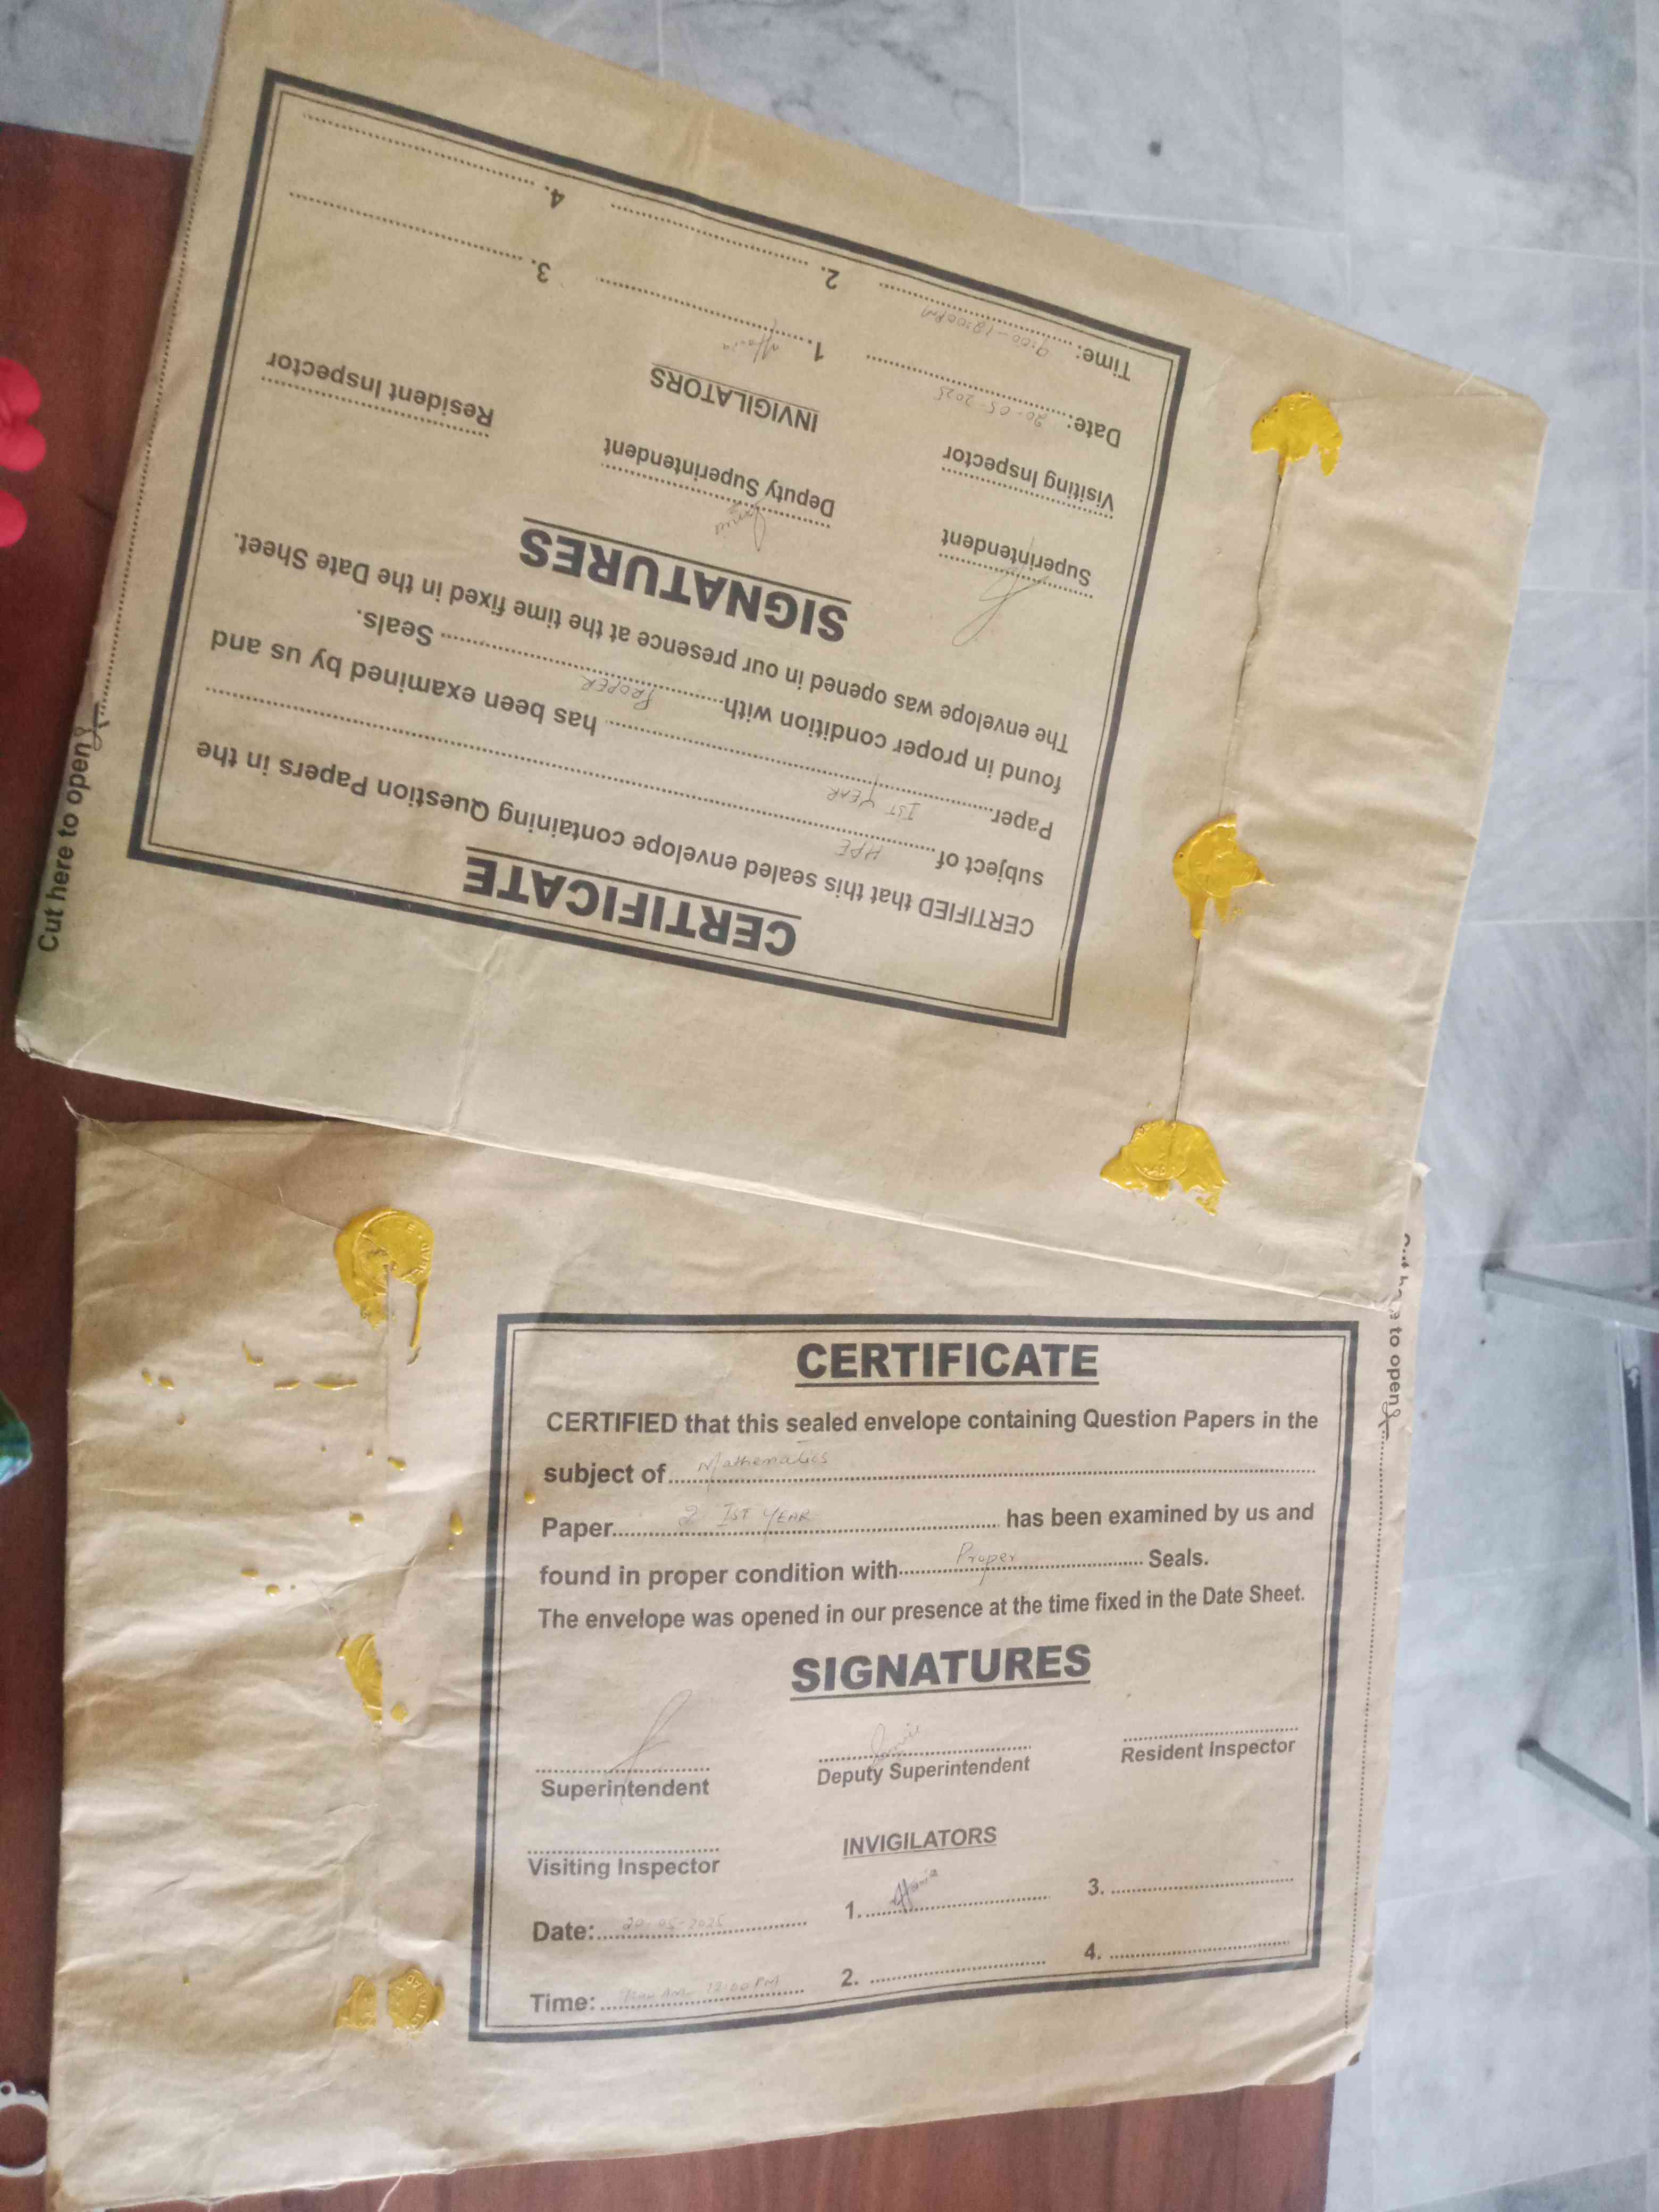 Cut here to open
CERTIFICATE
CERTIFIED that this sealed envelope containing Question Papers in the
subject of HPE
Paper IST YEAR has been examined by us and
found in proper condition with PROPER Seals.
The envelope was opened in our presence at the time fixed in the Date Sheet.
SIGNATURES
Superintendent Deputy Superintendent Resident Inspector
Visiting Inspector INVIGILATORS
Date: 20-05-2025 1. 3.
Time: 2. 4.
CERTIFICATE
CERTIFIED that this sealed envelope containing Question Papers in the
subject of Mathematics
Paper 2 IST YEAR has been examined by us and
found in proper condition with Proper Seals.
The envelope was opened in our presence at the time fixed in the Date Sheet.
SIGNATURES
Superintendent Deputy Superintendent Resident Inspector
Visiting Inspector INVIGILATORS
Date: 20-05-2025 1. 3.
Time: 12:00 PM 2. 4.
to open